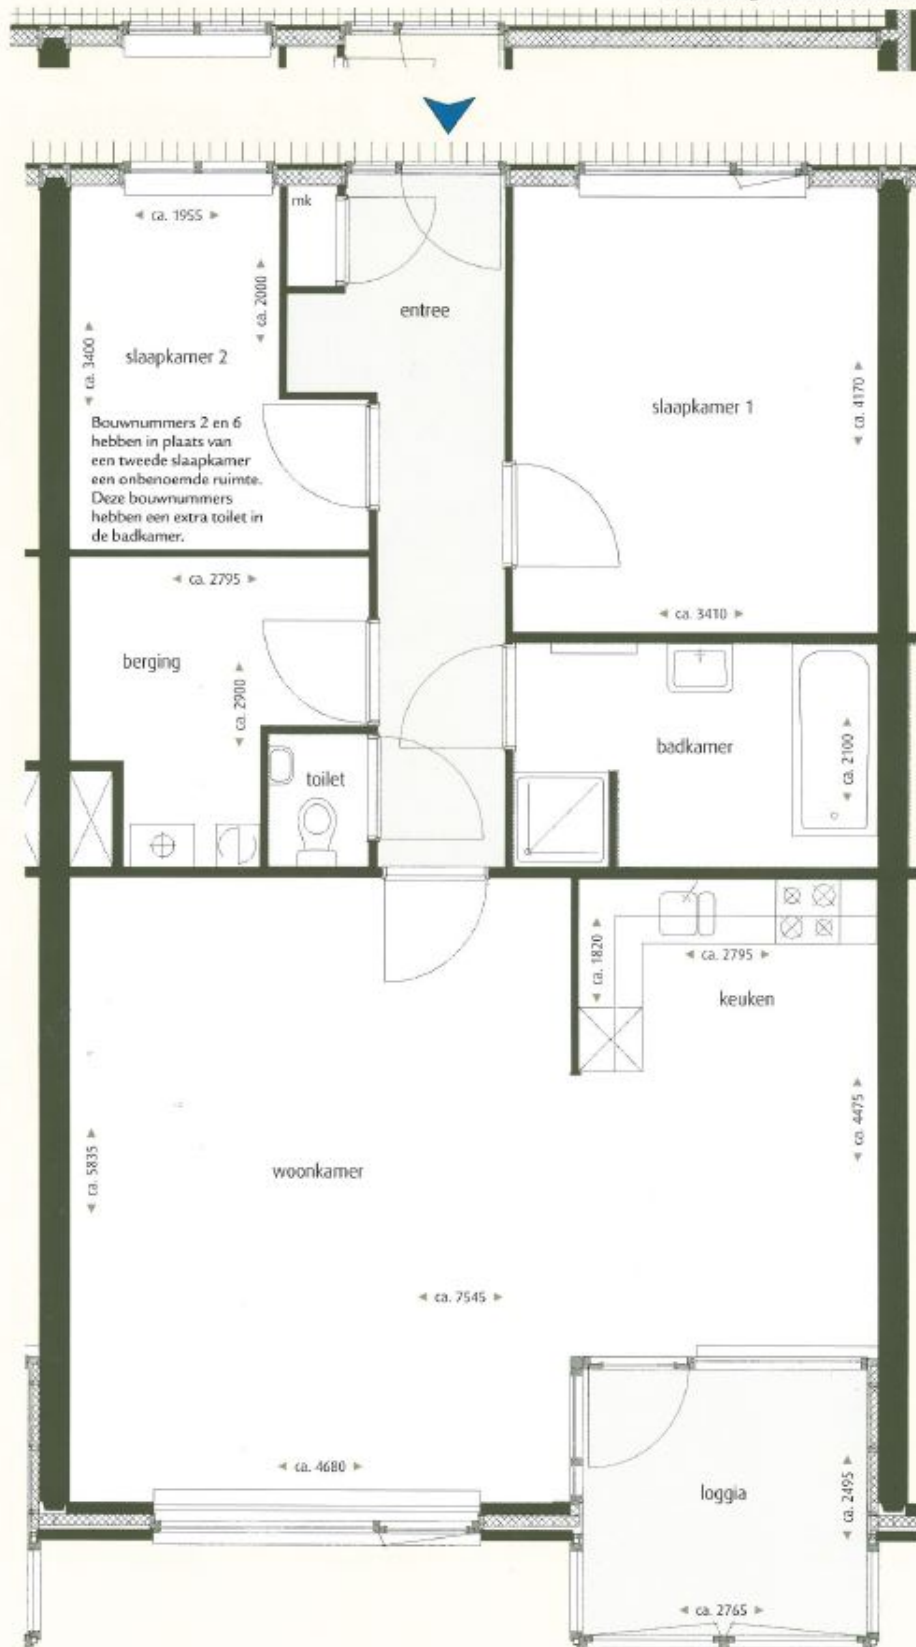 mk
◄ ca. 1955 ►
◄ ca. 2000 ►
entree
◄ ca. 3400 ►
slaapkamer 2
slaapkamer 1
◄ ca. 4170 ►
Bouwnummers 2 en 6
hebben in plaats van
een tweede slaapkamer
een onbenoemde ruimte.
Deze bouwnummers
hebben een extra toilet in
de badkamer.
◄ ca. 2795 ►
◄ ca. 3410 ►
berging
◄ ca. 2900 ►
toilet
badkamer
◄ ca. 2100 ►
◄ ca. 1820 ►
◄ ca. 2795 ►
keuken
◄ ca. 4475 ►
◄ ca. 5835 ►
woonkamer
◄ ca. 7545 ►
◄ ca. 4680 ►
loggia
◄ ca. 2495 ►
◄ ca. 2765 ►